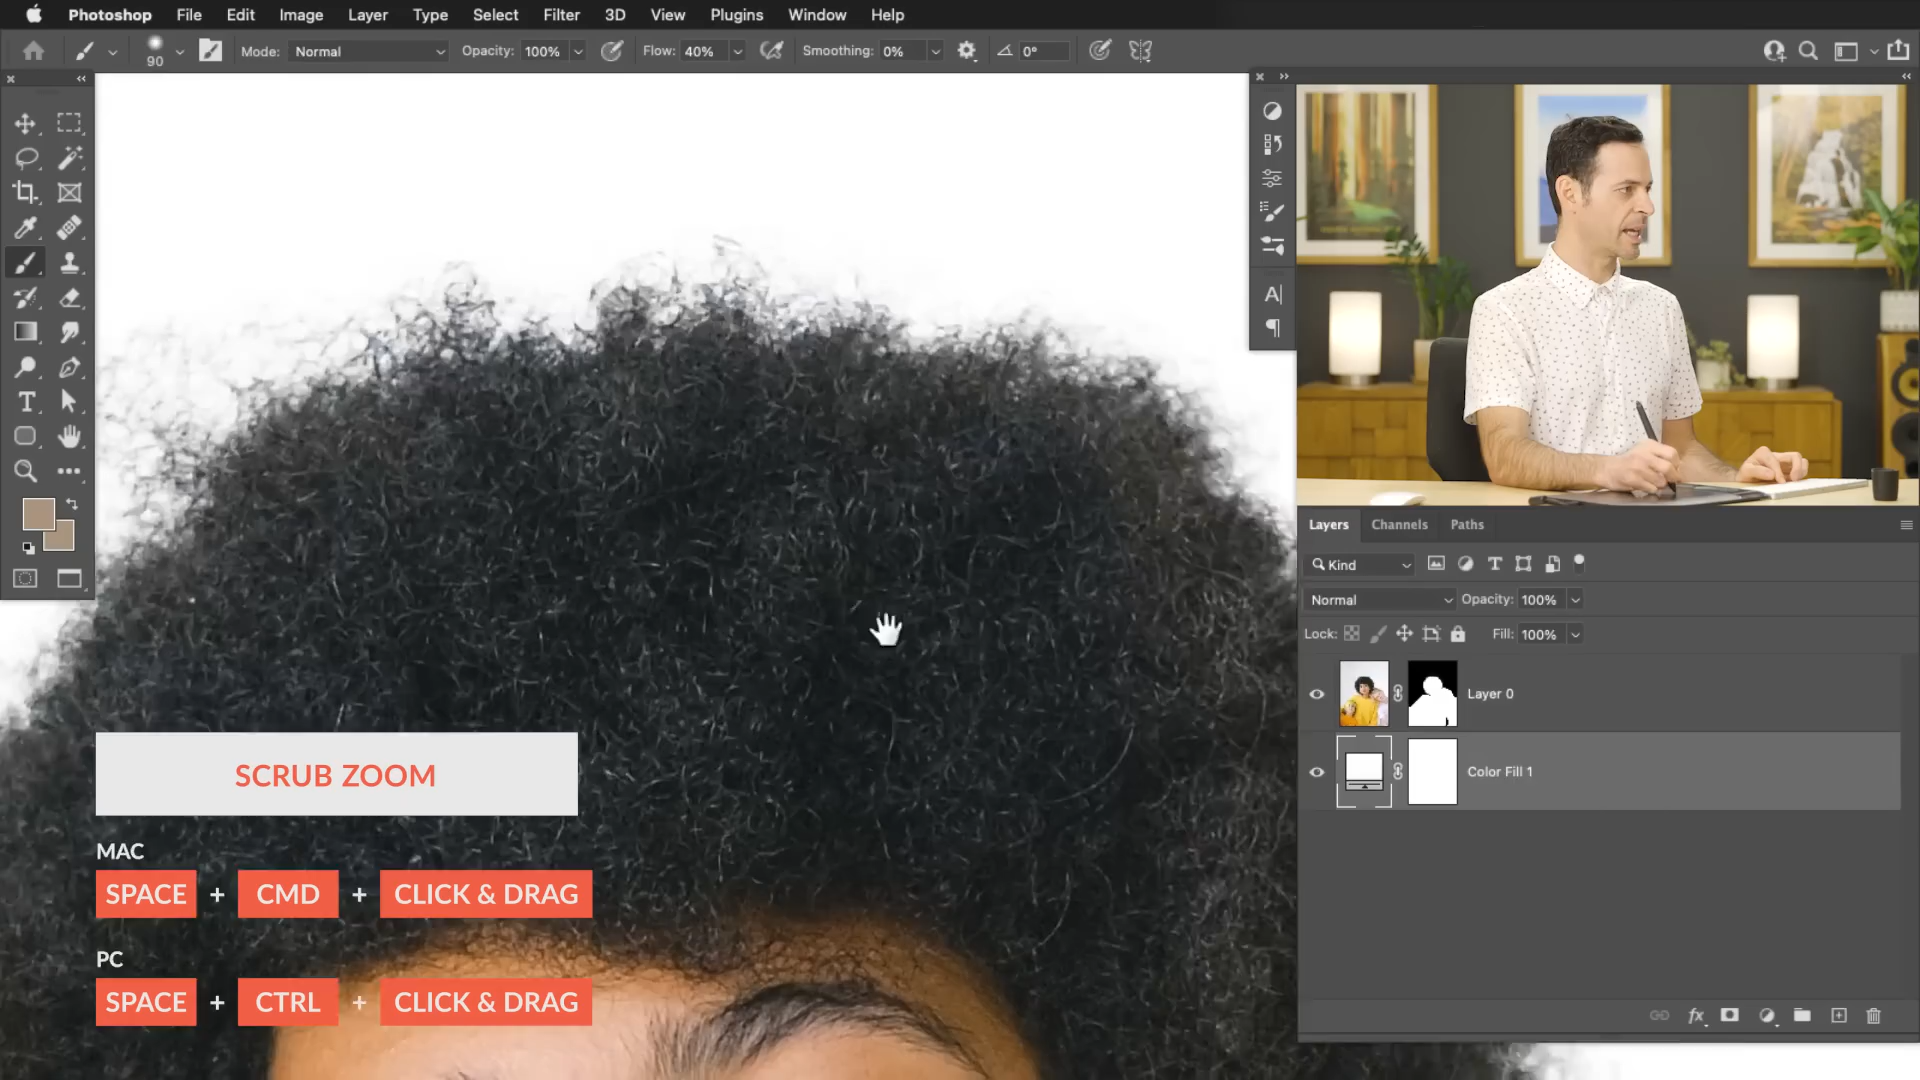 Photoshop File Edit Image Layer Type Select Filter 3D View Plugins Window Help
90 Mode: Normal Opacity: 100% Flow: 40% Smoothing: 0% 0°
Layers Channels Paths
Kind
Normal Opacity: 100%
Lock: Fill: 100%
Layer 0
Color Fill 1
SCRUB ZOOM
MAC
SPACE + CMD + CLICK & DRAG
PC
SPACE + CTRL + CLICK & DRAG